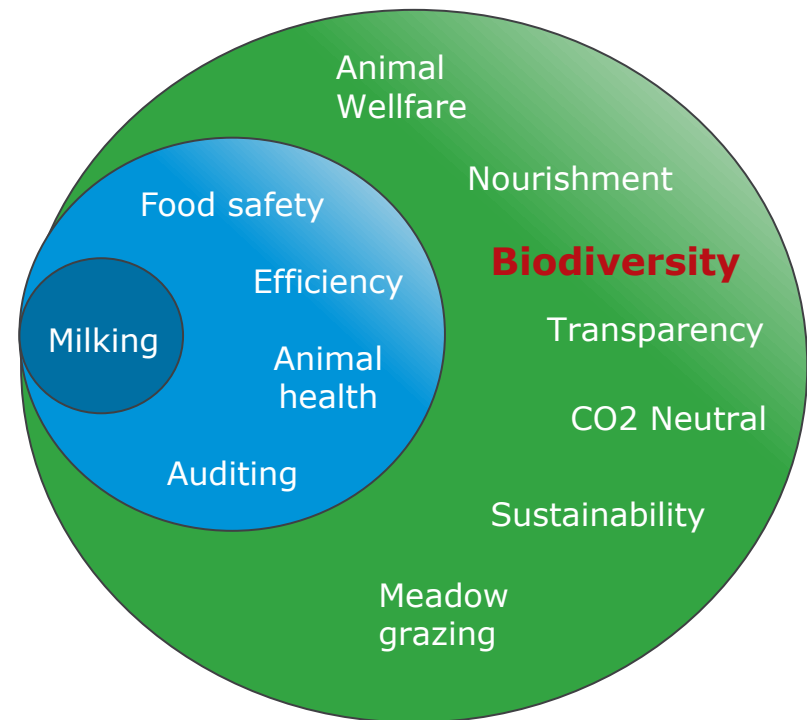 Animal
Wellfare
Nourishment
Food safety
Biodiversity
Efficiency
Transparency
Milking
Animal
health
CO2 Neutral
Auditing
Sustainability
Meadow
grazing